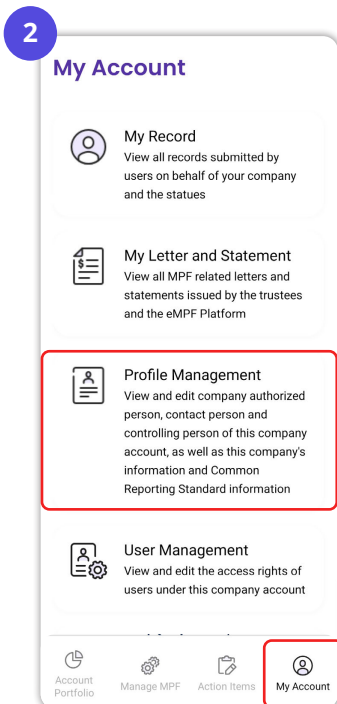 2
My Account
My Record
View all records submitted by
users on behalf of your company
and the statues
My Letter and Statement
View all MPF related letters and
statements issued by the trustees
and the eMPF Platform
Profile Management
View and edit company authorized
person, contact person and
controlling person of this company
account, as well as this company's
information and Common
Reporting Standard information
User Management
View and edit the access rights of
users under this company account
Account
Portfolio
Manage MPF
Action Items
My Account